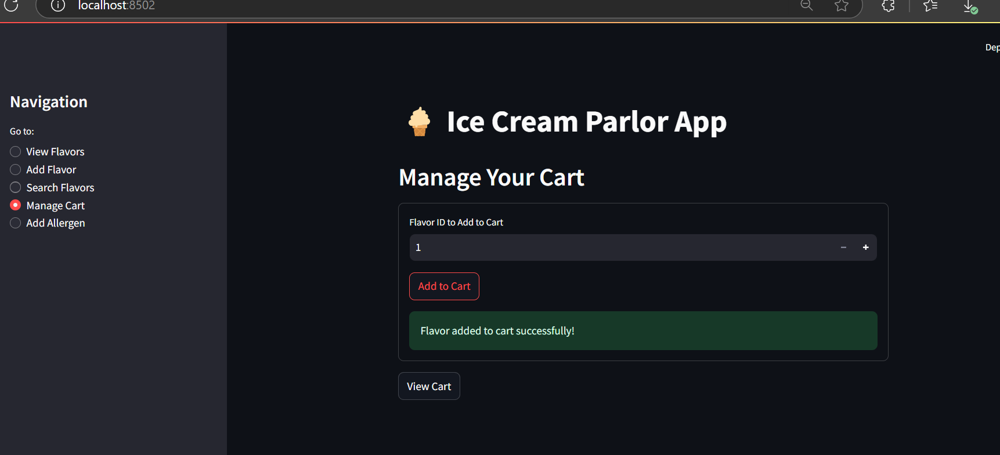 localhost:8502
Dep
Navigation
Go to:
View Flavors
Add Flavor
Search Flavors
Manage Cart
Add Allergen
Ice Cream Parlor App
Manage Your Cart
Flavor ID to Add to Cart
1
Add to Cart
Flavor added to cart successfully!
View Cart